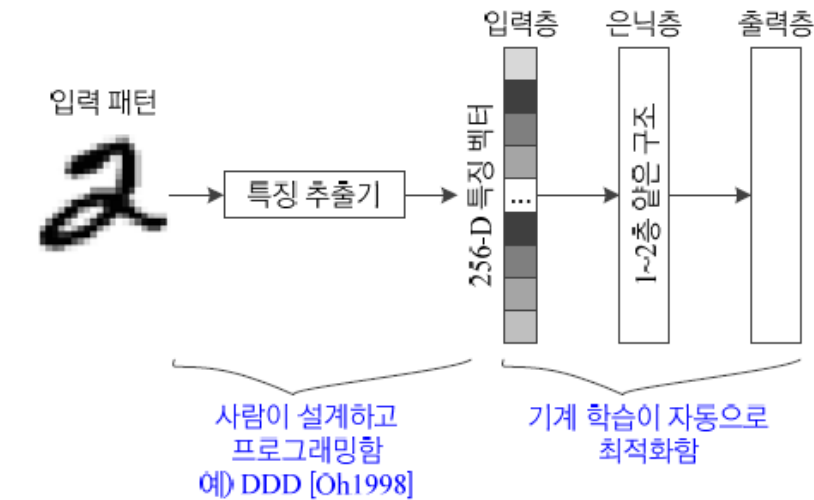 입력층
은닉층
출력층
입력 패턴
특징 추출기
256-D 특징 벡터
...
1~2층 얕은 구조
사람이 설계하고
프로그래밍함
예) DDD [Oh1998]
기계 학습이 자동으로
최적화함